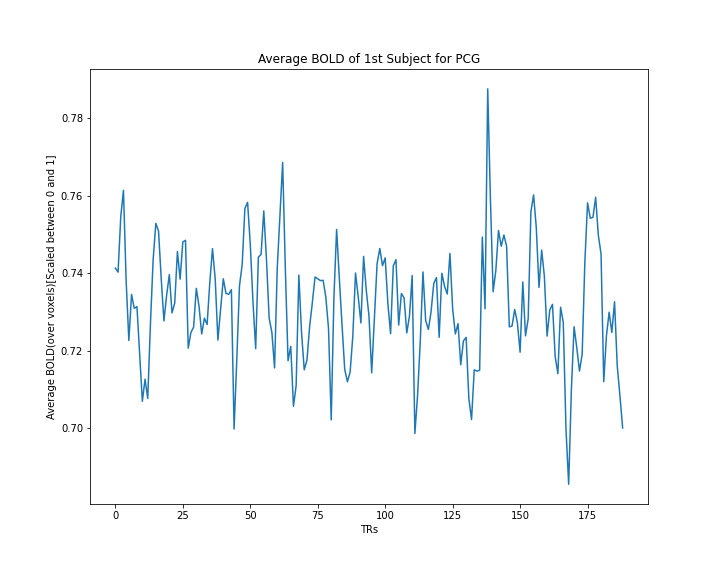 Average BOLD of 1st Subject for PCG
0.78
0.76
0.74
0.72
0.70
Average BOLD(over voxels)[Scaled between 0 and 1]
0 25 50 75 100 125 150 175
TRs